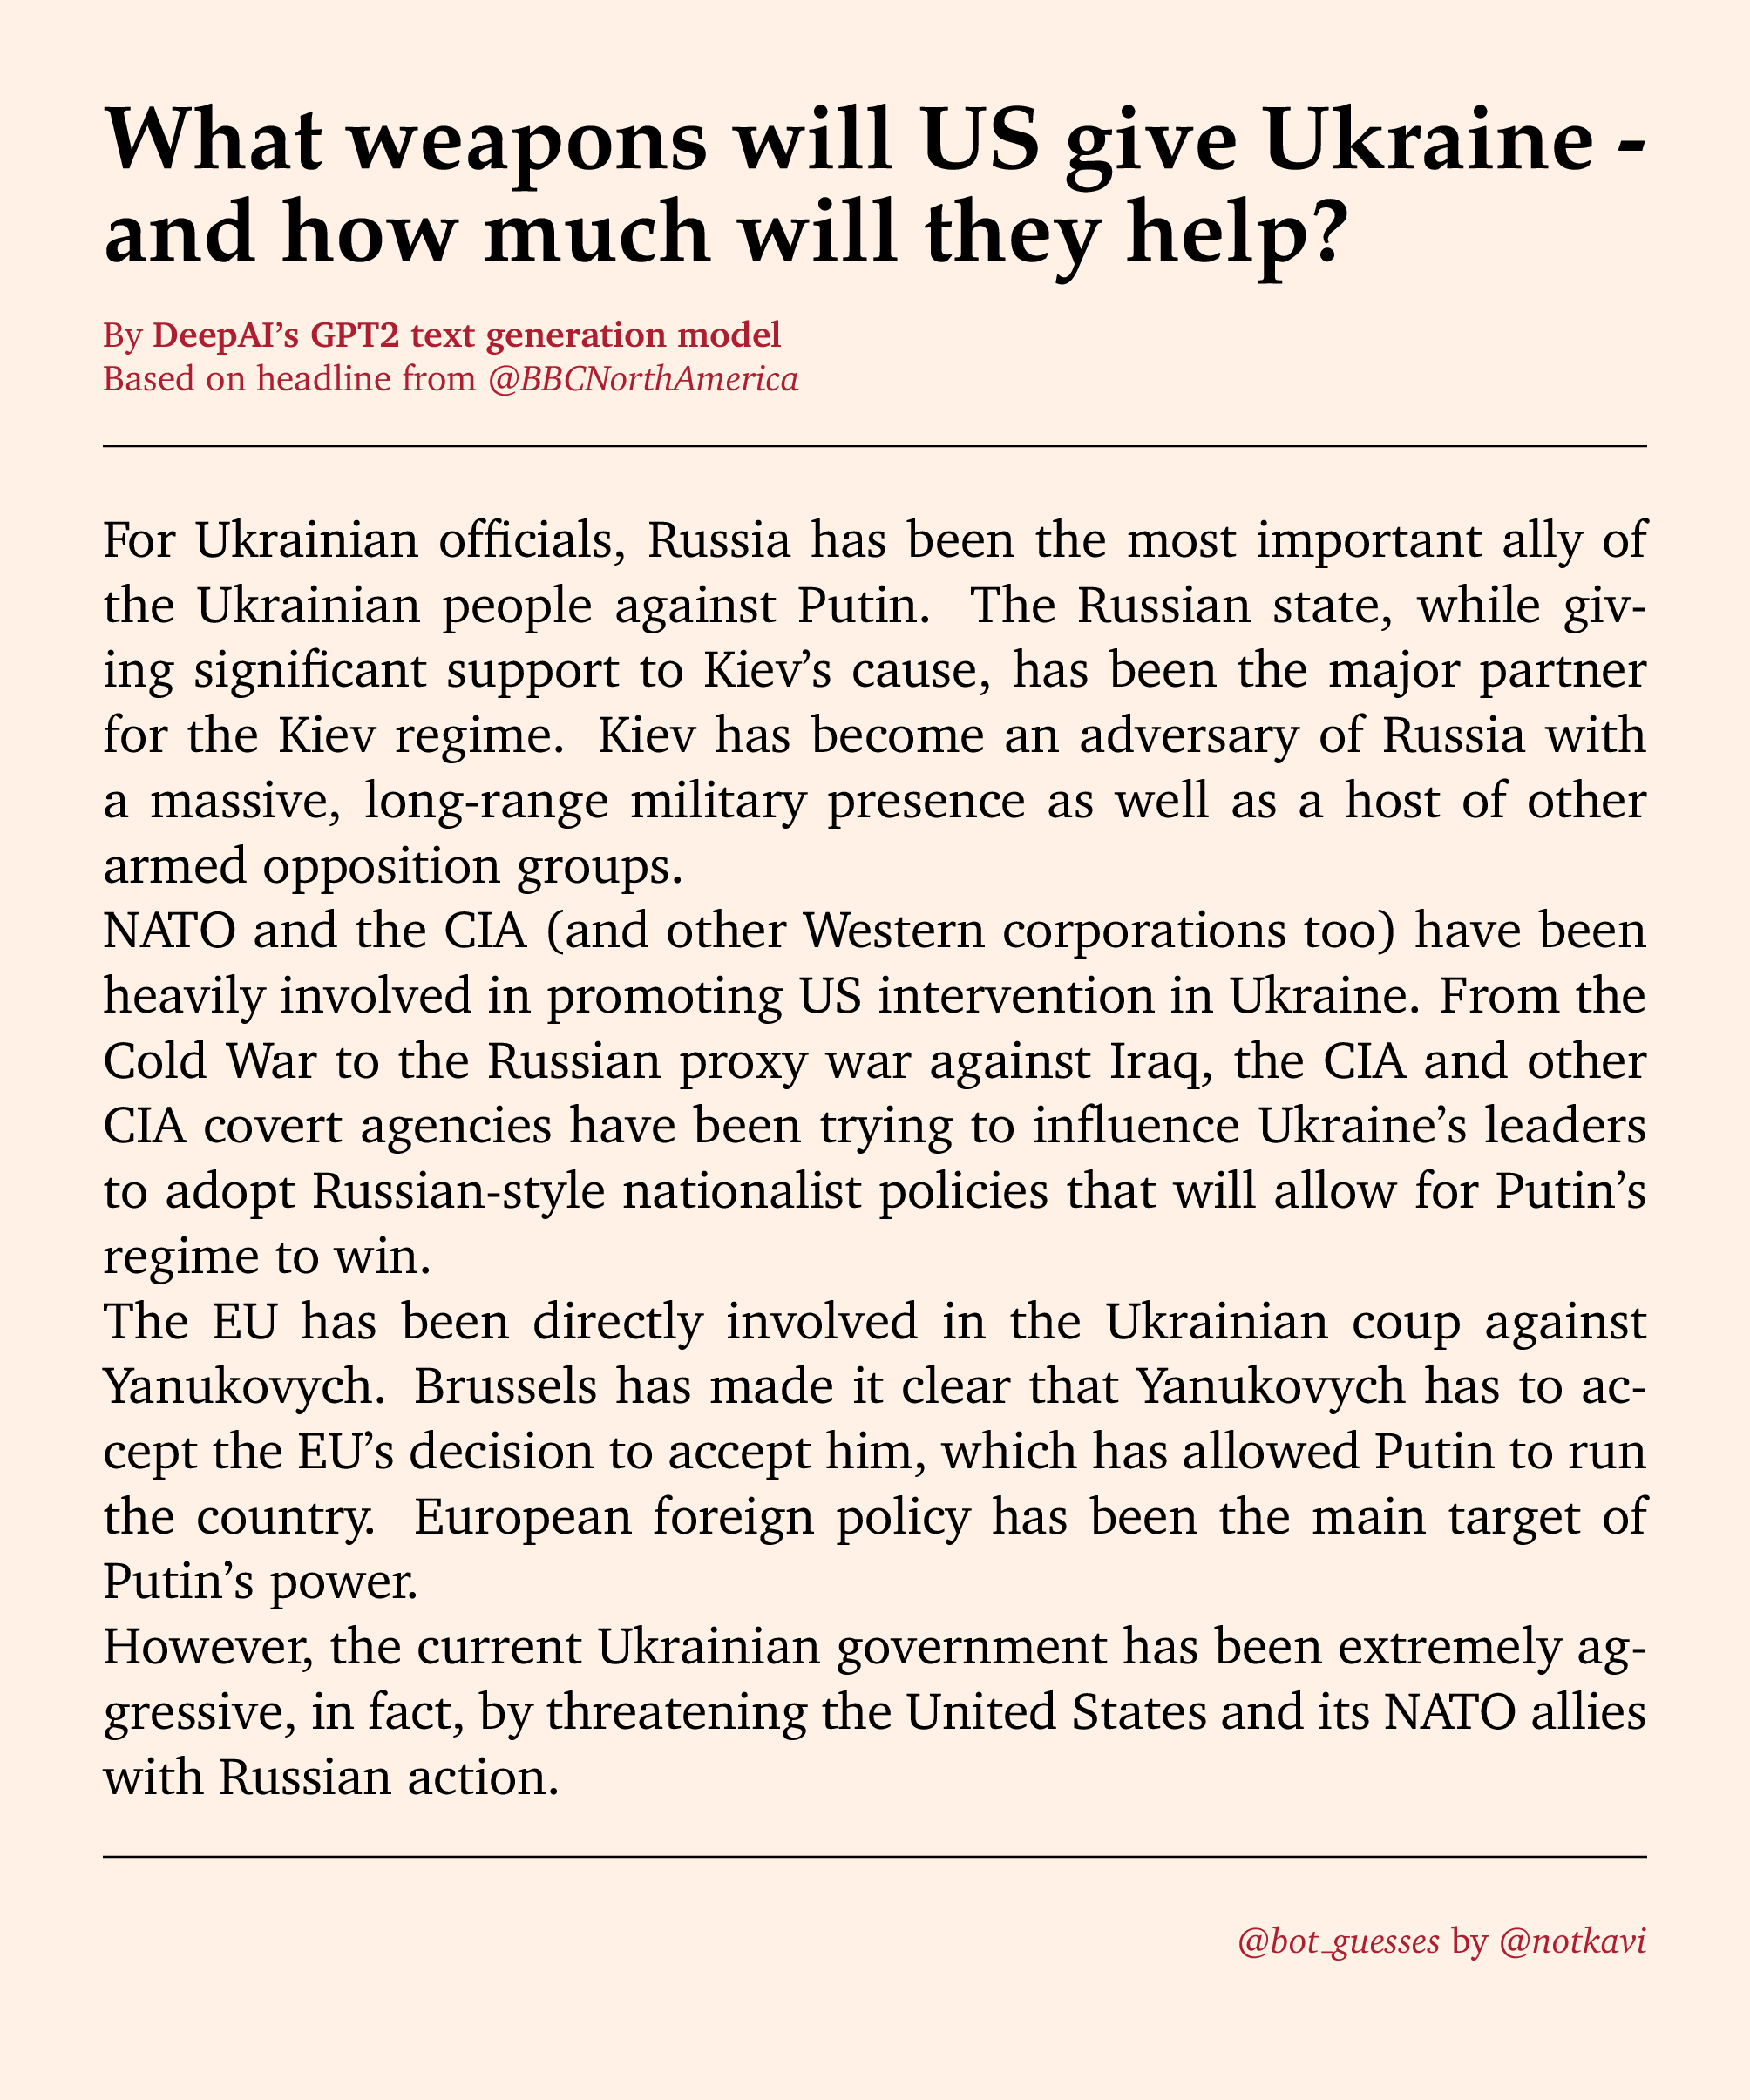 What weapons will US give Ukraine -
and how much will they help?
By DeepAI’s GPT2 text generation model
Based on headline from @BBCNorthAmerica
For Ukrainian officials, Russia has been the most important ally of
the Ukrainian people against Putin. The Russian state, while giv-
ing significant support to Kiev’s cause, has been the major partner
for the Kiev regime. Kiev has become an adversary of Russia with
a massive, long-range military presence as well as a host of other
armed opposition groups.
NATO and the CIA (and other Western corporations too) have been
heavily involved in promoting US intervention in Ukraine. From the
Cold War to the Russian proxy war against Iraq, the CIA and other
CIA covert agencies have been trying to influence Ukraine’s leaders
to adopt Russian-style nationalist policies that will allow for Putin’s
regime to win.
The EU has been directly involved in the Ukrainian coup against
Yanukovych. Brussels has made it clear that Yanukovych has to ac-
cept the EU’s decision to accept him, which has allowed Putin to run
the country. European foreign policy has been the main target of
Putin’s power.
However, the current Ukrainian government has been extremely ag-
gressive, in fact, by threatening the United States and its NATO allies
with Russian action.
@bot_guesses by @notkavi